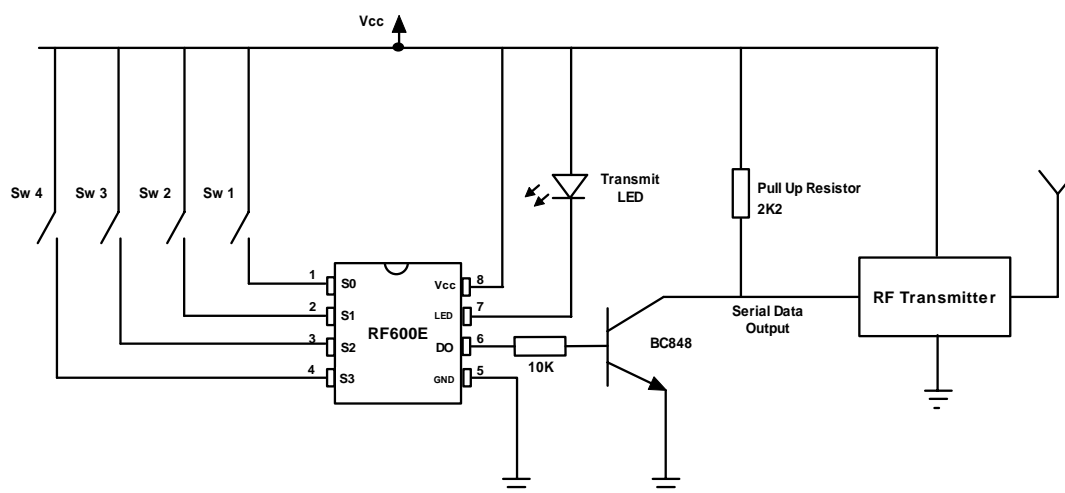 Vcc
Sw 4
Sw 3
Sw 2
Sw 1
Transmit
LED
Pull Up Resistor
2K2
1
S0
2
S1
3
S2
4
S3
RF600E
Vcc
8
LED
7
DO
6
GND
5
10K
BC848
Serial Data
Output
RF Transmitter